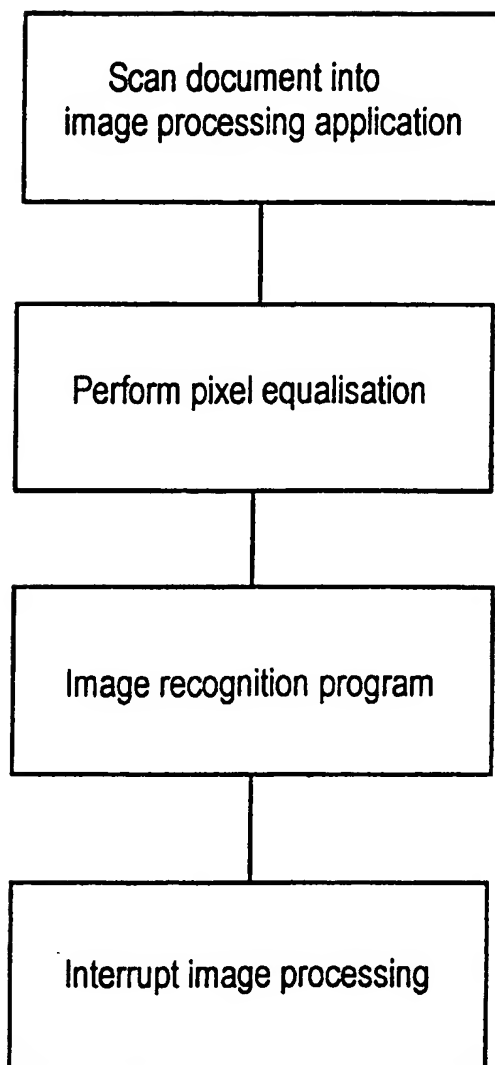 Scan document into
image processing application
Perform pixel equalisation
Image recognition program
Interrupt image processing